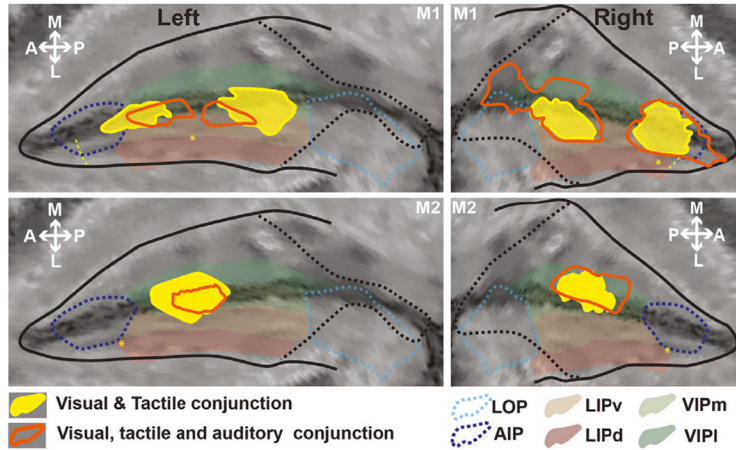 Left
M1
M
A P
L
M1
Right
M
P A
L
*
*
M2
M
A P
L
M2
M
P A
L
*
*
Visual & Tactile conjunction
Visual, tactile and auditory conjunction
LOP
LIPv
VIPm
AIP
LIPd
VIPl